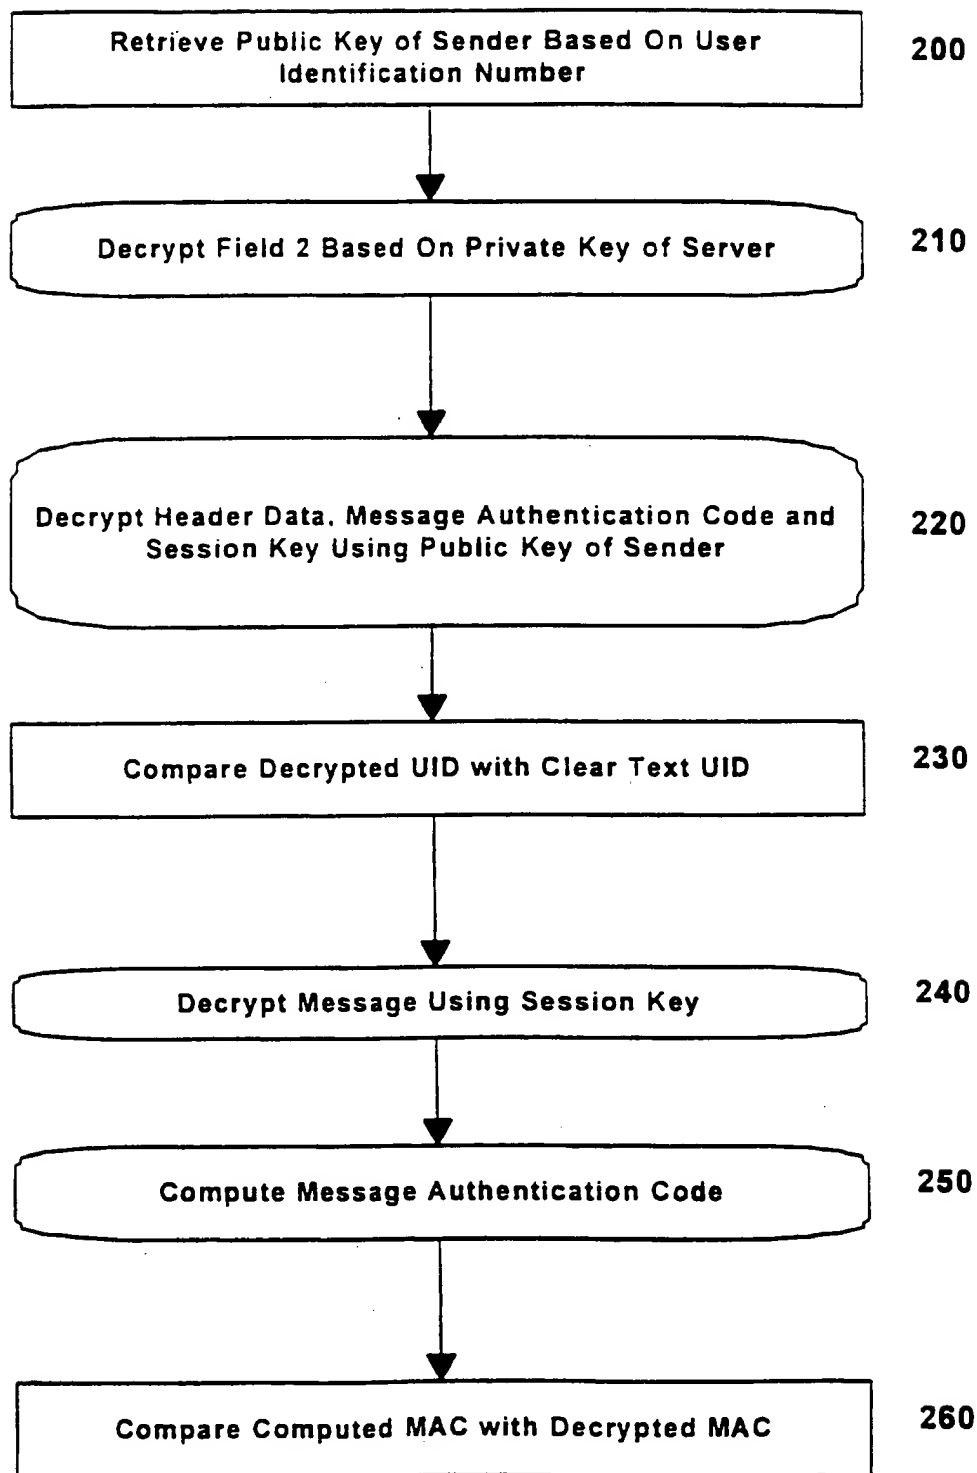 Retrieve Public Key of Sender Based On User
Identification Number
200
Decrypt Field 2 Based On Private Key of Server
210
Decrypt Header Data, Message Authentication Code and
Session Key Using Public Key of Sender
220
Compare Decrypted UID with Clear Text UID
230
Decrypt Message Using Session Key
240
Compute Message Authentication Code
250
Compare Computed MAC with Decrypted MAC
260